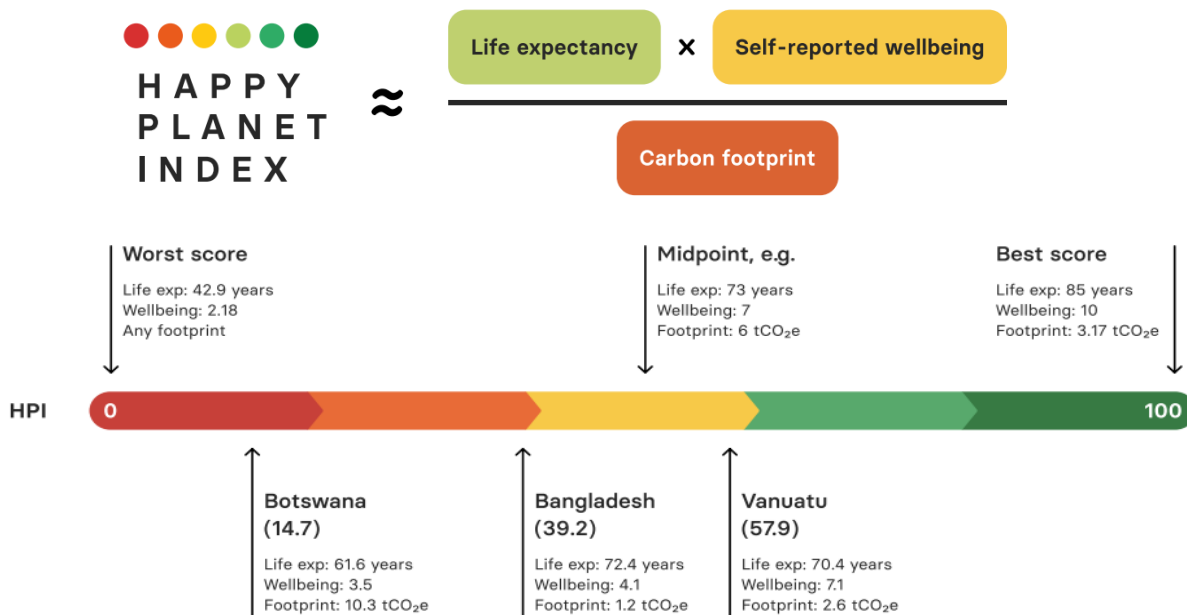 HAPPY
PLANET
INDEX
≈
Life expectancy × Self-reported wellbeing
Carbon footprint
Worst score
Life exp: 42.9 years
Wellbeing: 2.18
Any footprint
Midpoint, e.g.
Life exp: 73 years
Wellbeing: 7
Footprint: 6 tCO₂e
Best score
Life exp: 85 years
Wellbeing: 10
Footprint: 3.17 tCO₂e
HPI
0
100
Botswana
(14.7)
Life exp: 61.6 years
Wellbeing: 3.5
Footprint: 10.3 tCO₂e
Bangladesh
(39.2)
Life exp: 72.4 years
Wellbeing: 4.1
Footprint: 1.2 tCO₂e
Vanuatu
(57.9)
Life exp: 70.4 years
Wellbeing: 7.1
Footprint: 2.6 tCO₂e